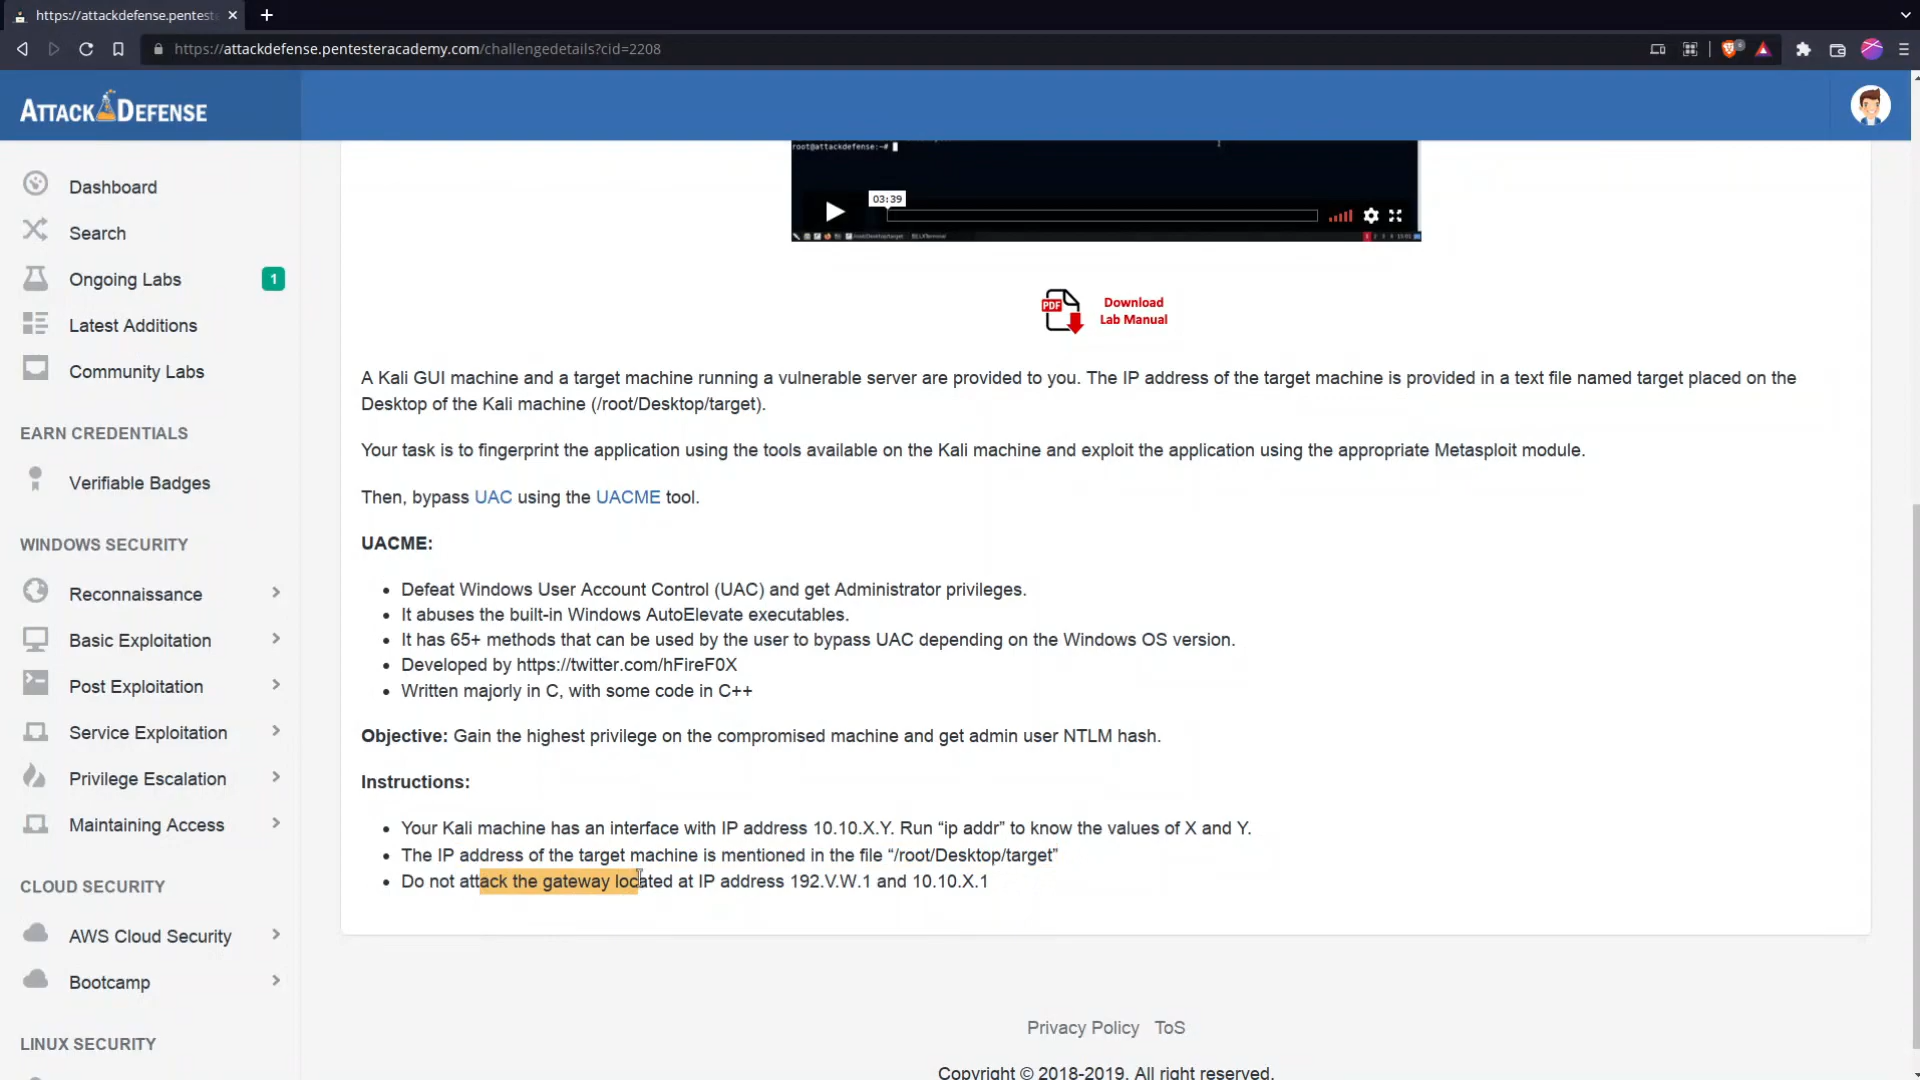 https://attackdefense.pentest
https://attackdefense.pentesteracademy.com/challengedetails?cid=2208
ATTACK DEFENSE
Dashboard
Search
Ongoing Labs 1
Latest Additions
Community Labs
EARN CREDENTIALS
Verifiable Badges
WINDOWS SECURITY
Reconnaissance
Basic Exploitation
Post Exploitation
Service Exploitation
Privilege Escalation
Maintaining Access
CLOUD SECURITY
AWS Cloud Security
Bootcamp
LINUX SECURITY
root@attackdefense:~#
03:39
PDF
Download
Lab Manual
A Kali GUI machine and a target machine running a vulnerable server are provided to you. The IP address of the target machine is provided in a text file named target placed on the
Desktop of the Kali machine (/root/Desktop/target).
Your task is to fingerprint the application using the tools available on the Kali machine and exploit the application using the appropriate Metasploit module.
Then, bypass UAC using the UACME tool.
UACME:
• Defeat Windows User Account Control (UAC) and get Administrator privileges.
• It abuses the built-in Windows AutoElevate executables.
• It has 65+ methods that can be used by the user to bypass UAC depending on the Windows OS version.
• Developed by https://twitter.com/hFireF0X
• Written majorly in C, with some code in C++
Objective: Gain the highest privilege on the compromised machine and get admin user NTLM hash.
Instructions:
• Your Kali machine has an interface with IP address 10.10.X.Y. Run “ip addr” to know the values of X and Y.
• The IP address of the target machine is mentioned in the file “/root/Desktop/target”
• Do not attack the gateway located at IP address 192.V.W.1 and 10.10.X.1
Privacy Policy ToS
Copyright © 2018-2019. All right reserved.